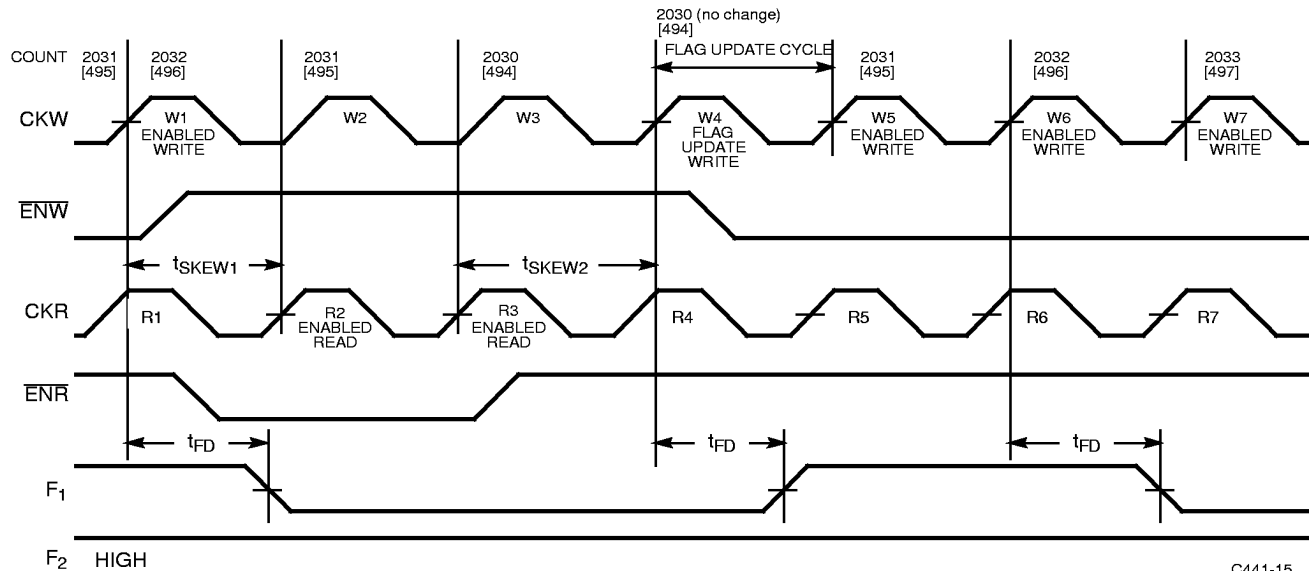 2030 (no change)
[494]
COUNT 2031 2032 2031 2030 FLAG UPDATE CYCLE 2031 2032 2033
[495] [496] [495] [494] [495] [496] [497]
CKW W1 W2 W3 W4 W5 W6 W7
ENABLED WRITE FLAG UPDATE WRITE ENABLED WRITE ENABLED WRITE ENABLED WRITE
ENW
tSKEW1 tSKEW2
CKR R1 R2 R3 R4 R5 R6 R7
ENABLED READ ENABLED READ
ENR
tFD tFD tFD
F1
F2 HIGH
C441-15